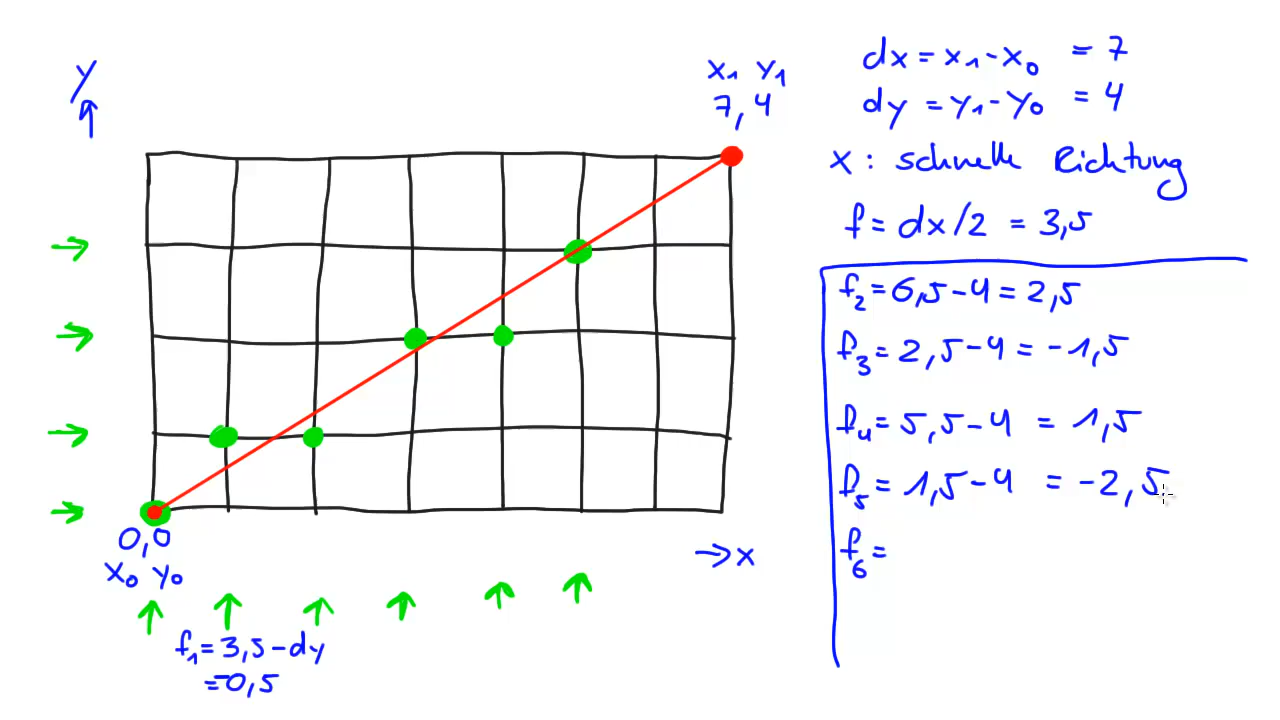 y
x₁ y₁
7, 4
dx = x₁-x₀ = 7
dy = y₁-y₀ = 4
x : schnelle Richtung
f = dx/2 = 3,5
f₂ = 6,5-4 = 2,5
f₃ = 2,5-4 = -1,5
f₄ = 5,5-4 = 1,5
f₅ = 1,5-4 = -2,5
f₆ =
0,0
x₀ y₀
→x
f₁ = 3,5-dy
=-0,5